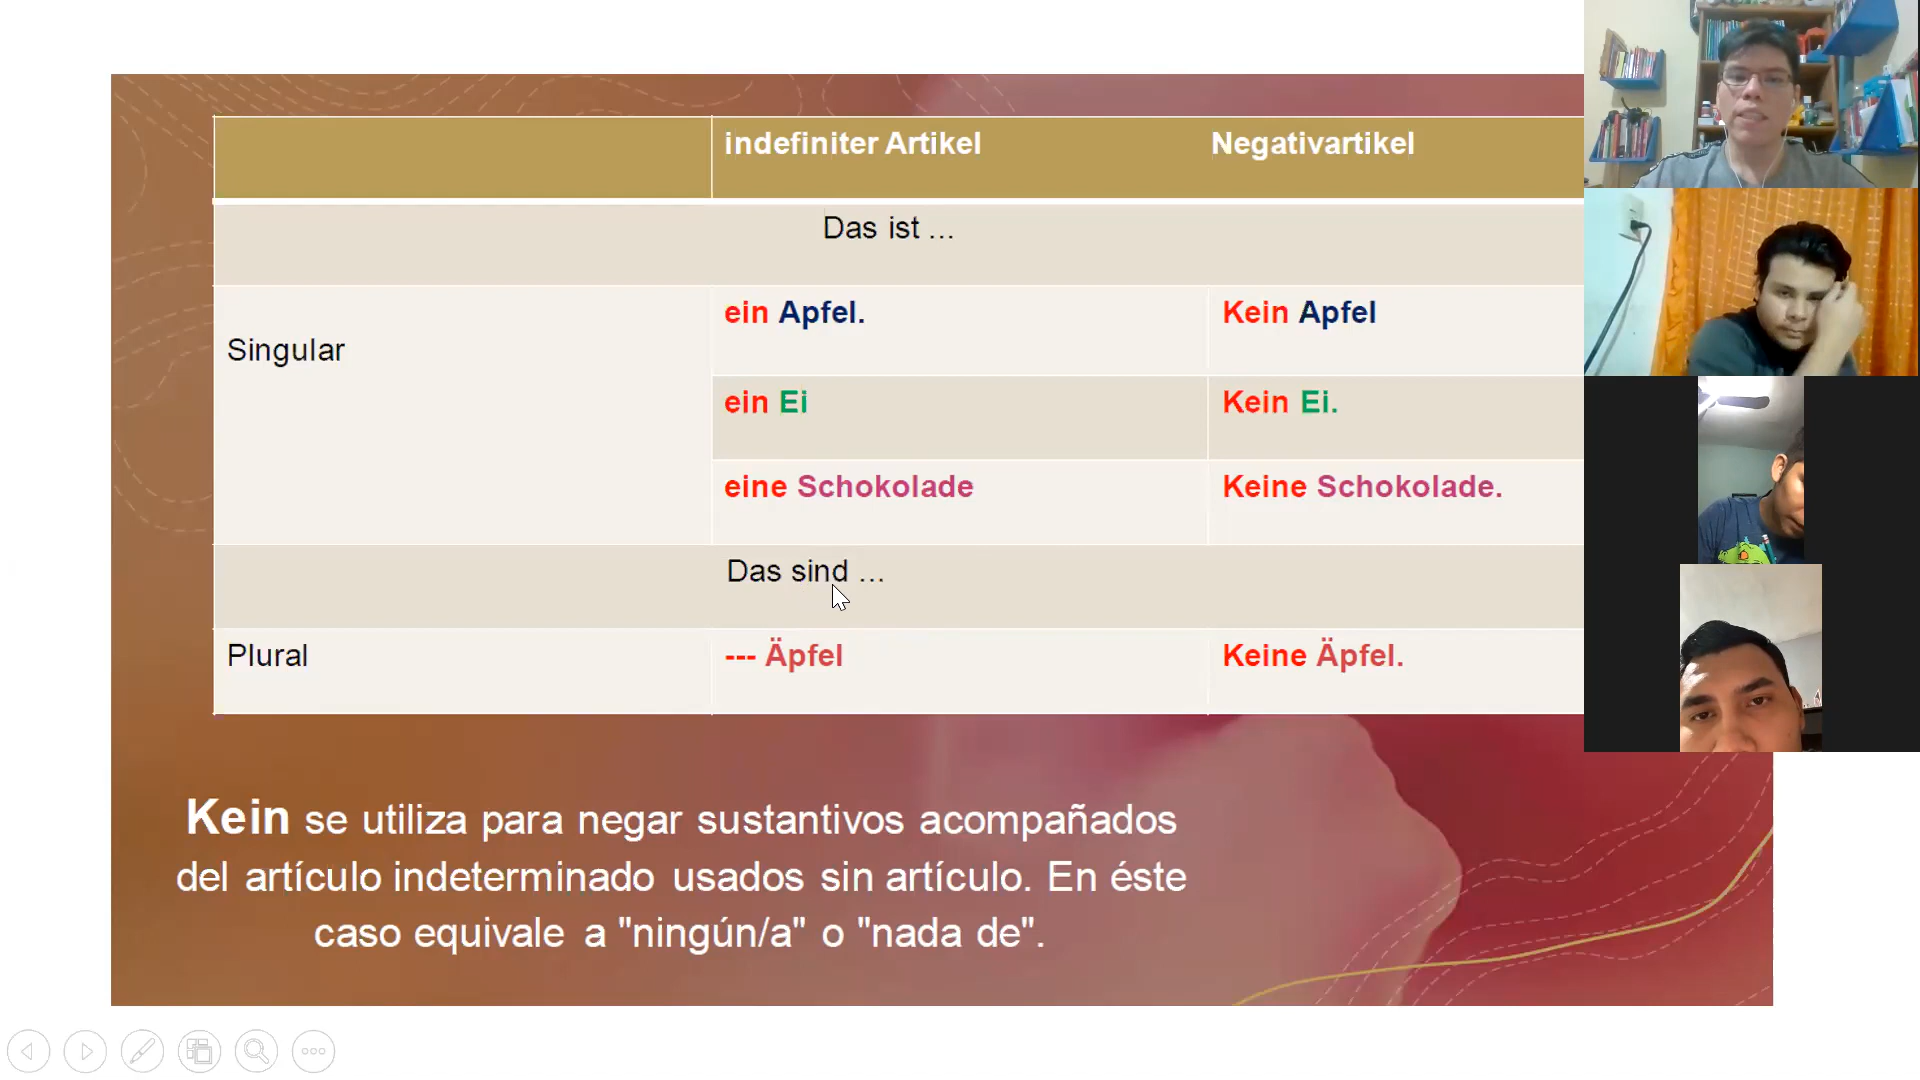 indefiniter Artikel Negativartikel
Das ist ...
Singular
ein Apfel. Kein Apfel
ein Ei Kein Ei.
eine Schokolade Keine Schokolade.
Das sind ...
Plural --- Äpfel Keine Äpfel.
Kein se utiliza para negar sustantivos acompañados
del artículo indeterminado usados sin artículo. En éste
caso equivale a "ningún/a" o "nada de".